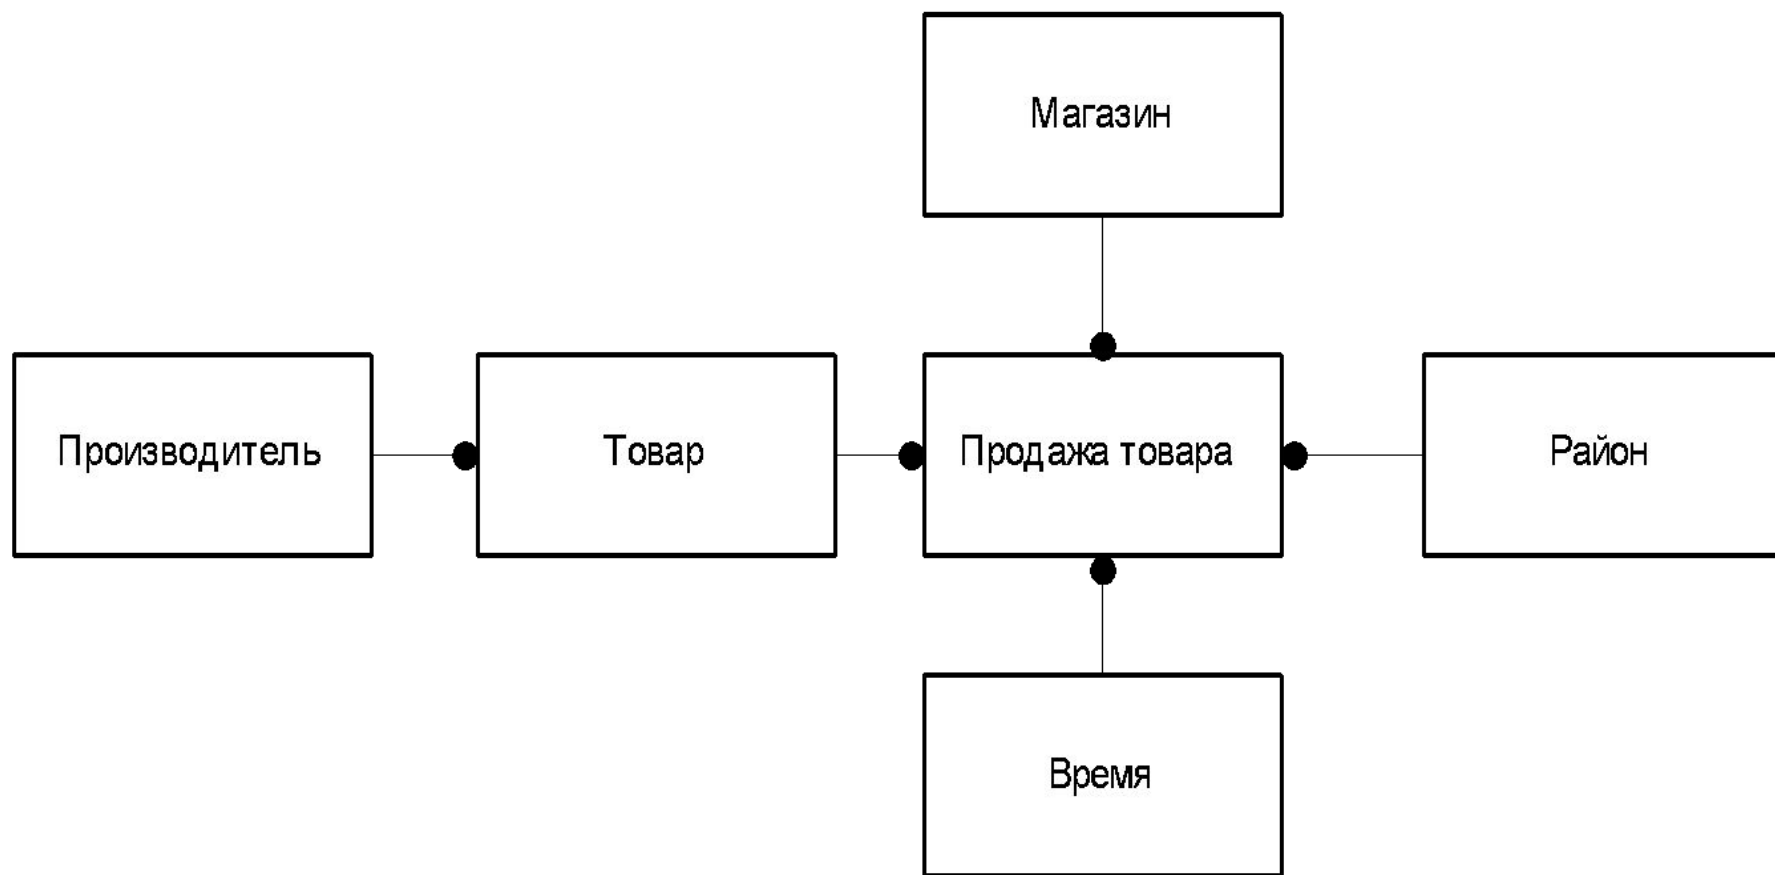 Магазин
Производитель
Товар
Продажа товара
Район
Время